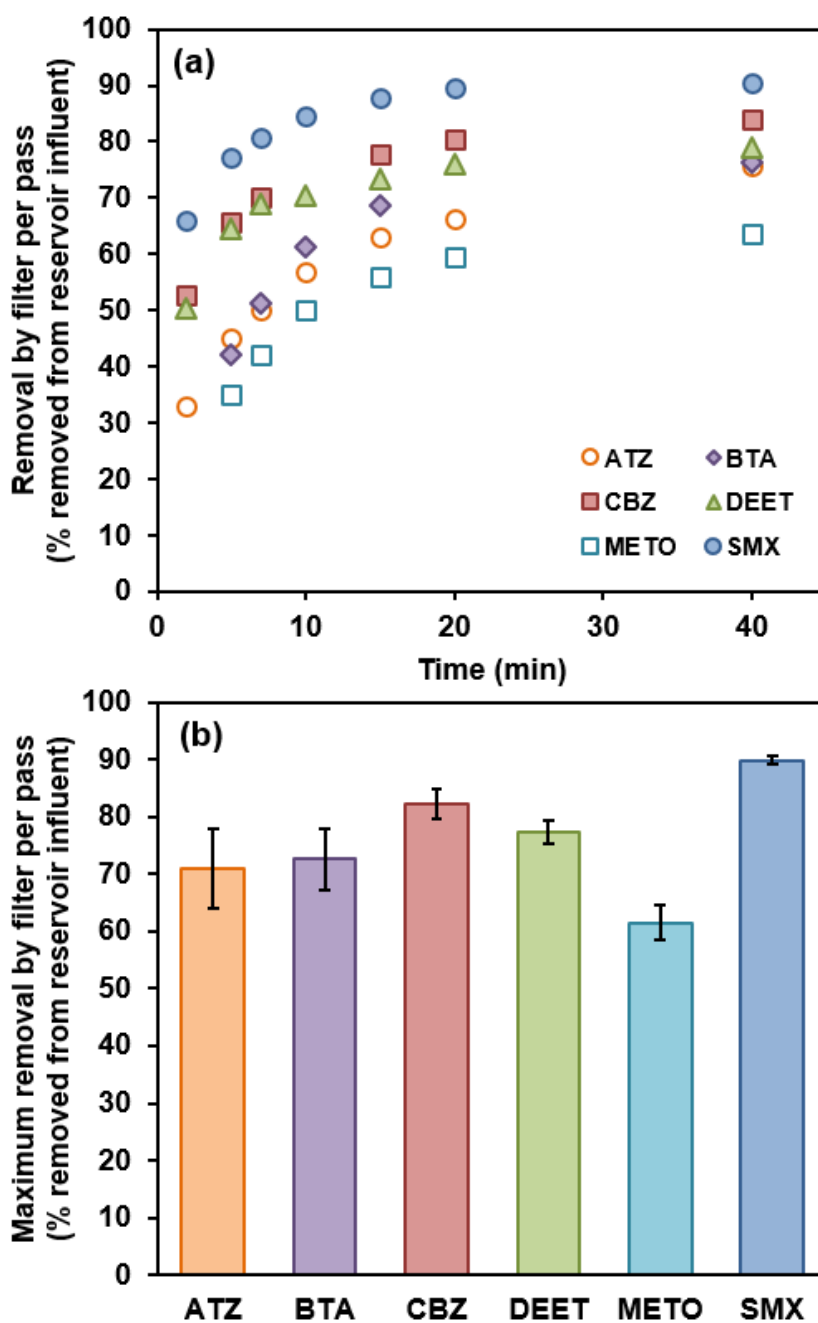 (a)
Removal by filter per pass
(% removed from reservoir influent)
100
90
80
70
60
50
40
30
20
10
0
ATZ BTA
CBZ DEET
METO SMX
0 10 20 30 40
Time (min)
(b)
Maximum removal by filter per pass
(% removed from reservoir influent)
100
90
80
70
60
50
40
30
20
10
0
ATZ BTA CBZ DEET METO SMX